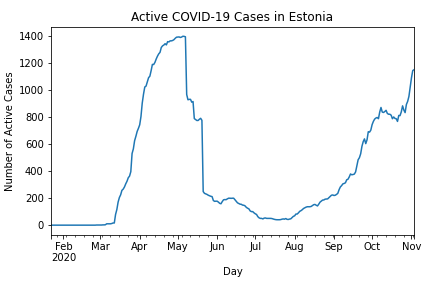 Active COVID-19 Cases in Estonia
Number of Active Cases
1400
1200
1000
800
600
400
200
0
Feb Mar Apr May Jun Jul Aug Sep Oct Nov
2020
Day